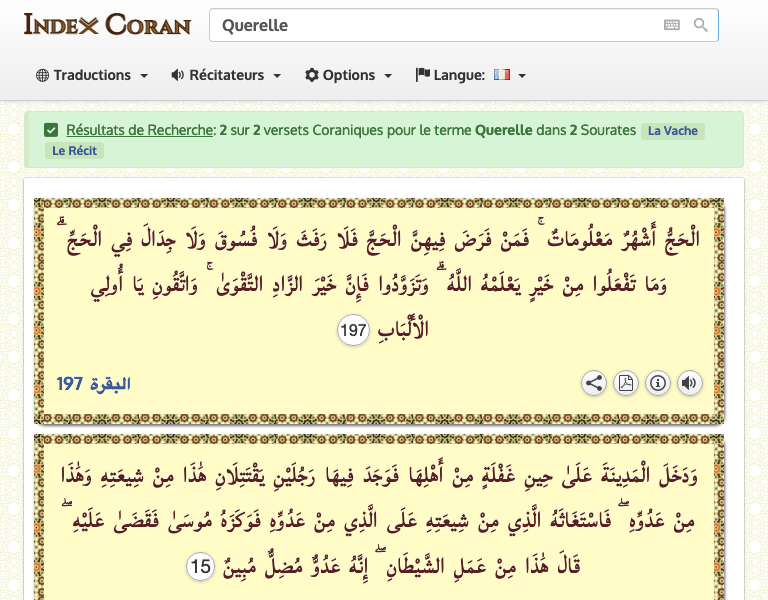 INDEX CORAN
Querelle
Traductions Récitateurs Options Langue:
Résultats de Recherche: 2 sur 2 versets Coraniques pour le terme Querelle dans 2 Sourates La Vache
Le Récit
الْحَجُّ أَشْهُرٌ مَعْلُومَاتٌ ۚ فَمَنْ فَرَضَ فِيهِنَّ الْحَجَّ فَلَا رَفَثَ وَلَا فُسُوقَ وَلَا جِدَالَ فِي الْحَجِّ ۗ
وَمَا تَفْعَلُوا مِنْ خَيْرٍ يَعْلَمْهُ اللَّهُ ۗ وَتَزَوَّدُوا فَإِنَّ خَيْرَ الزَّادِ التَّقْوَىٰ ۚ وَاتَّقُونِ يَا أُولِي
الْأَلْبَابِ 197
البقرة 197
وَدَخَلَ الْمَدِينَةَ عَلَىٰ حِينِ غَفْلَةٍ مِنْ أَهْلِهَا فَوَجَدَ فِيهَا رَجُلَيْنِ يَقْتَتِلَانِ هَٰذَا مِنْ شِيعَتِهِ وَهَٰذَا
مِنْ عَدُوِّهِ ۖ فَاسْتَغَاثَهُ الَّذِي مِنْ شِيعَتِهِ عَلَى الَّذِي مِنْ عَدُوِّهِ فَوَكَزَهُ مُوسَىٰ فَقَضَىٰ عَلَيْهِ ۖ
قَالَ هَٰذَا مِنْ عَمَلِ الشَّيْطَانِ ۖ إِنَّهُ عَدُوٌّ مُضِلٌّ مُبِينٌ 15